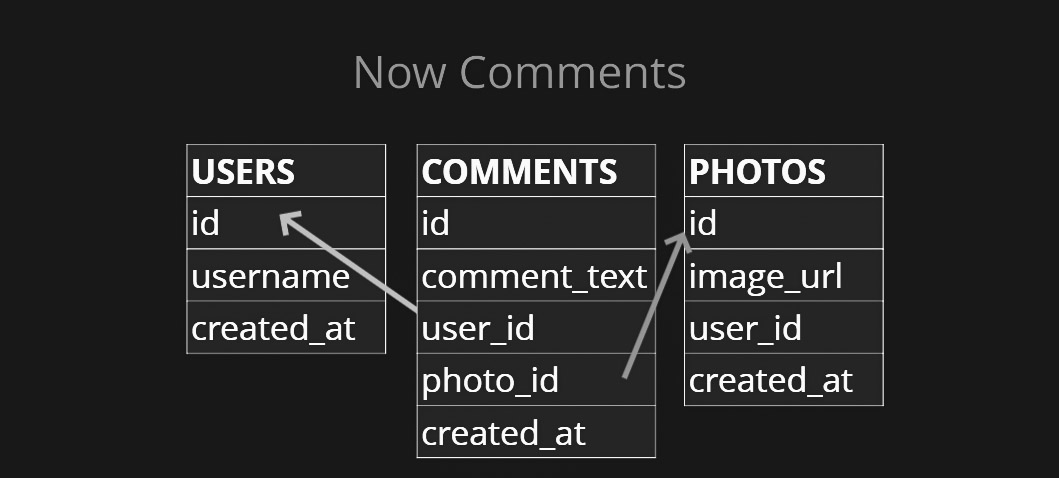 Now Comments
USERS
id
username
created_at
COMMENTS
id
comment_text
user_id
photo_id
created_at
PHOTOS
id
image_url
user_id
created_at